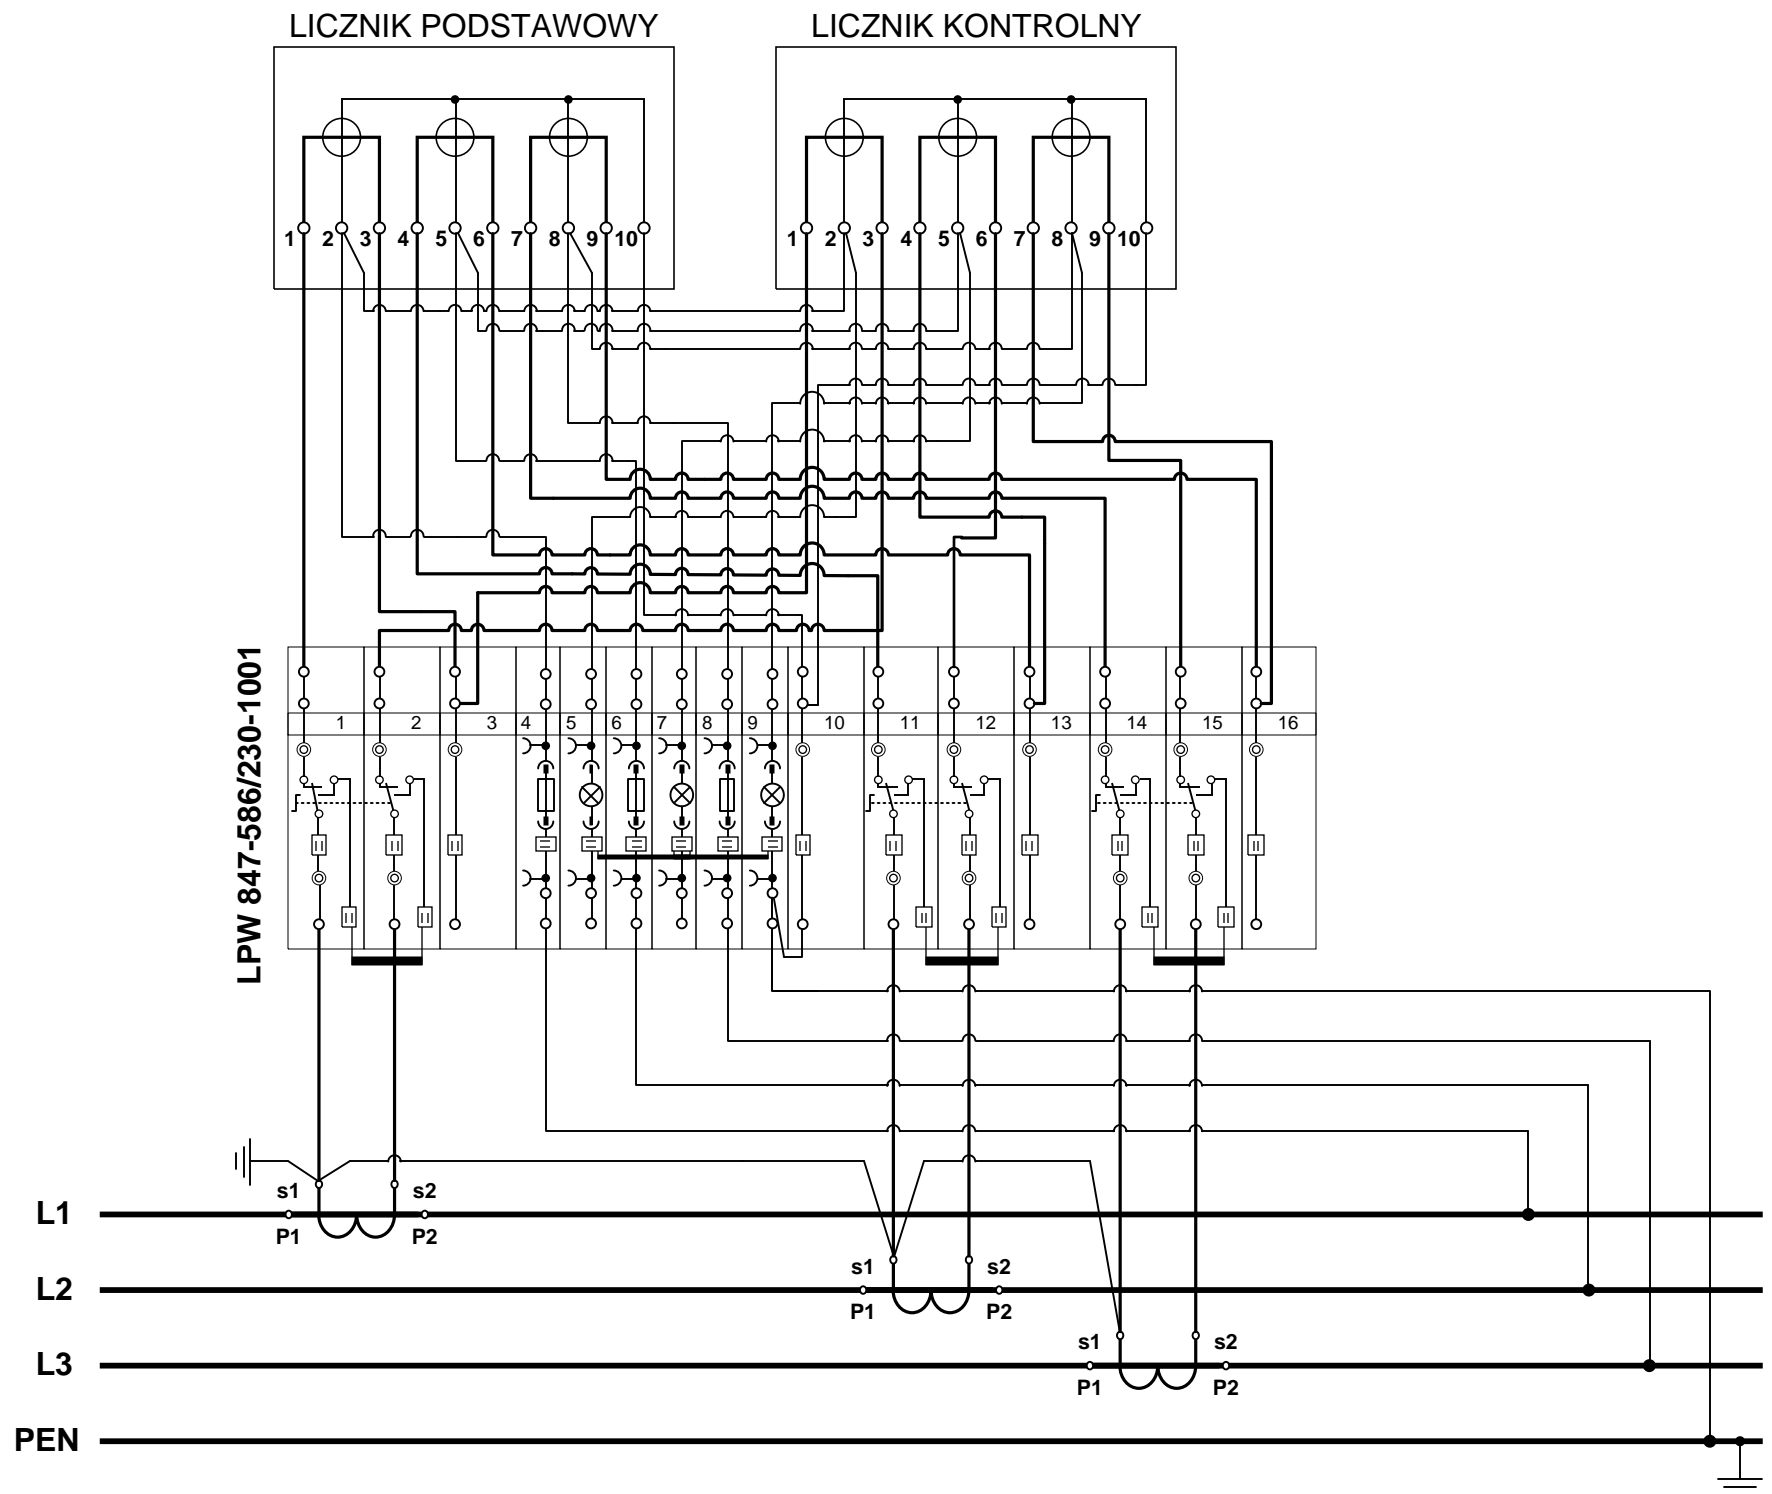 LICZNIK PODSTAWOWY LICZNIK KONTROLNY
1 2 3 4 5 6 7 8 9 10 1 2 3 4 5 6 7 8 9 10
LPW 847-586/230-1001
1 2 3 4 5 6 7 8 9 10 11 12 13 14 15 16
s1 s2
L1
P1 P2
s1 s2
L2
P1 P2
s1 s2
L3
P1 P2
PEN